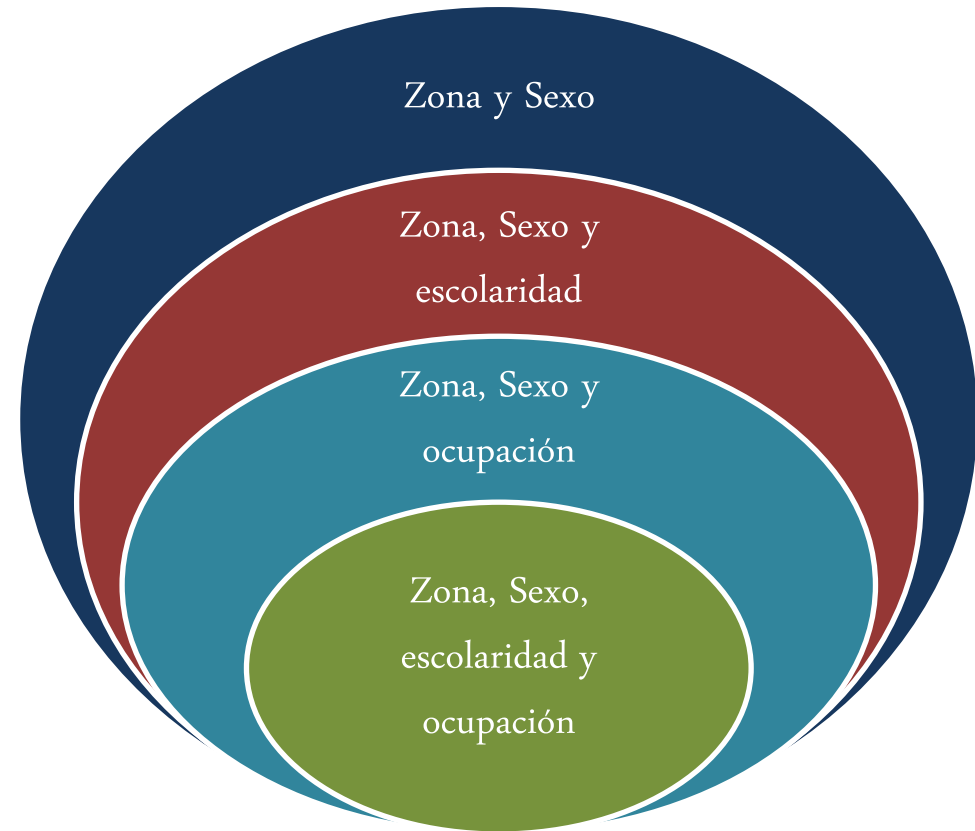 Zona y Sexo
Zona, Sexo y
escolaridad
Zona, Sexo y
ocupación
Zona, Sexo,
escolaridad y
ocupación